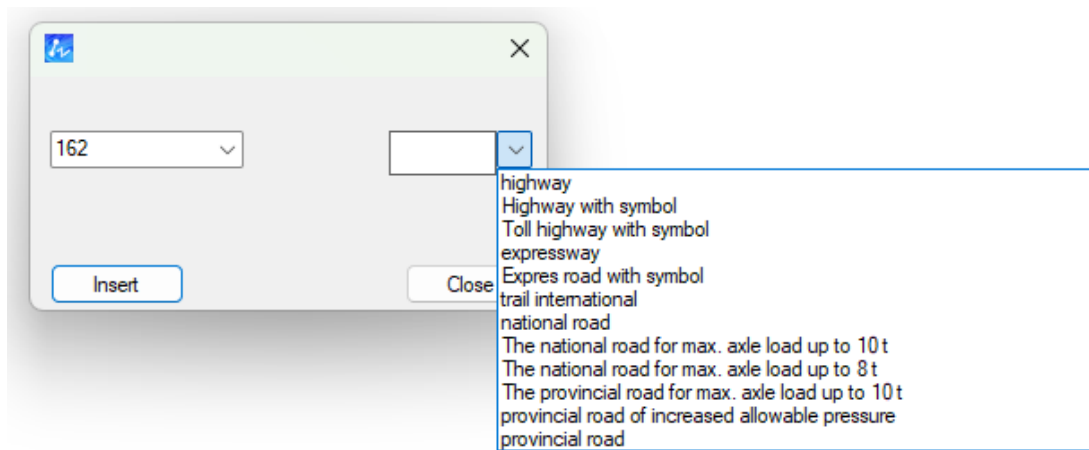 162
highway
Highway with symbol
Toll highway with symbol
expressway
Expres road with symbol
Insert
Close
trail international
national road
The national road for max. axle load up to 10 t
The national road for max. axle load up to 8 t
The provincial road for max. axle load up to 10 t
provincial road of increased allowable pressure
provincial road